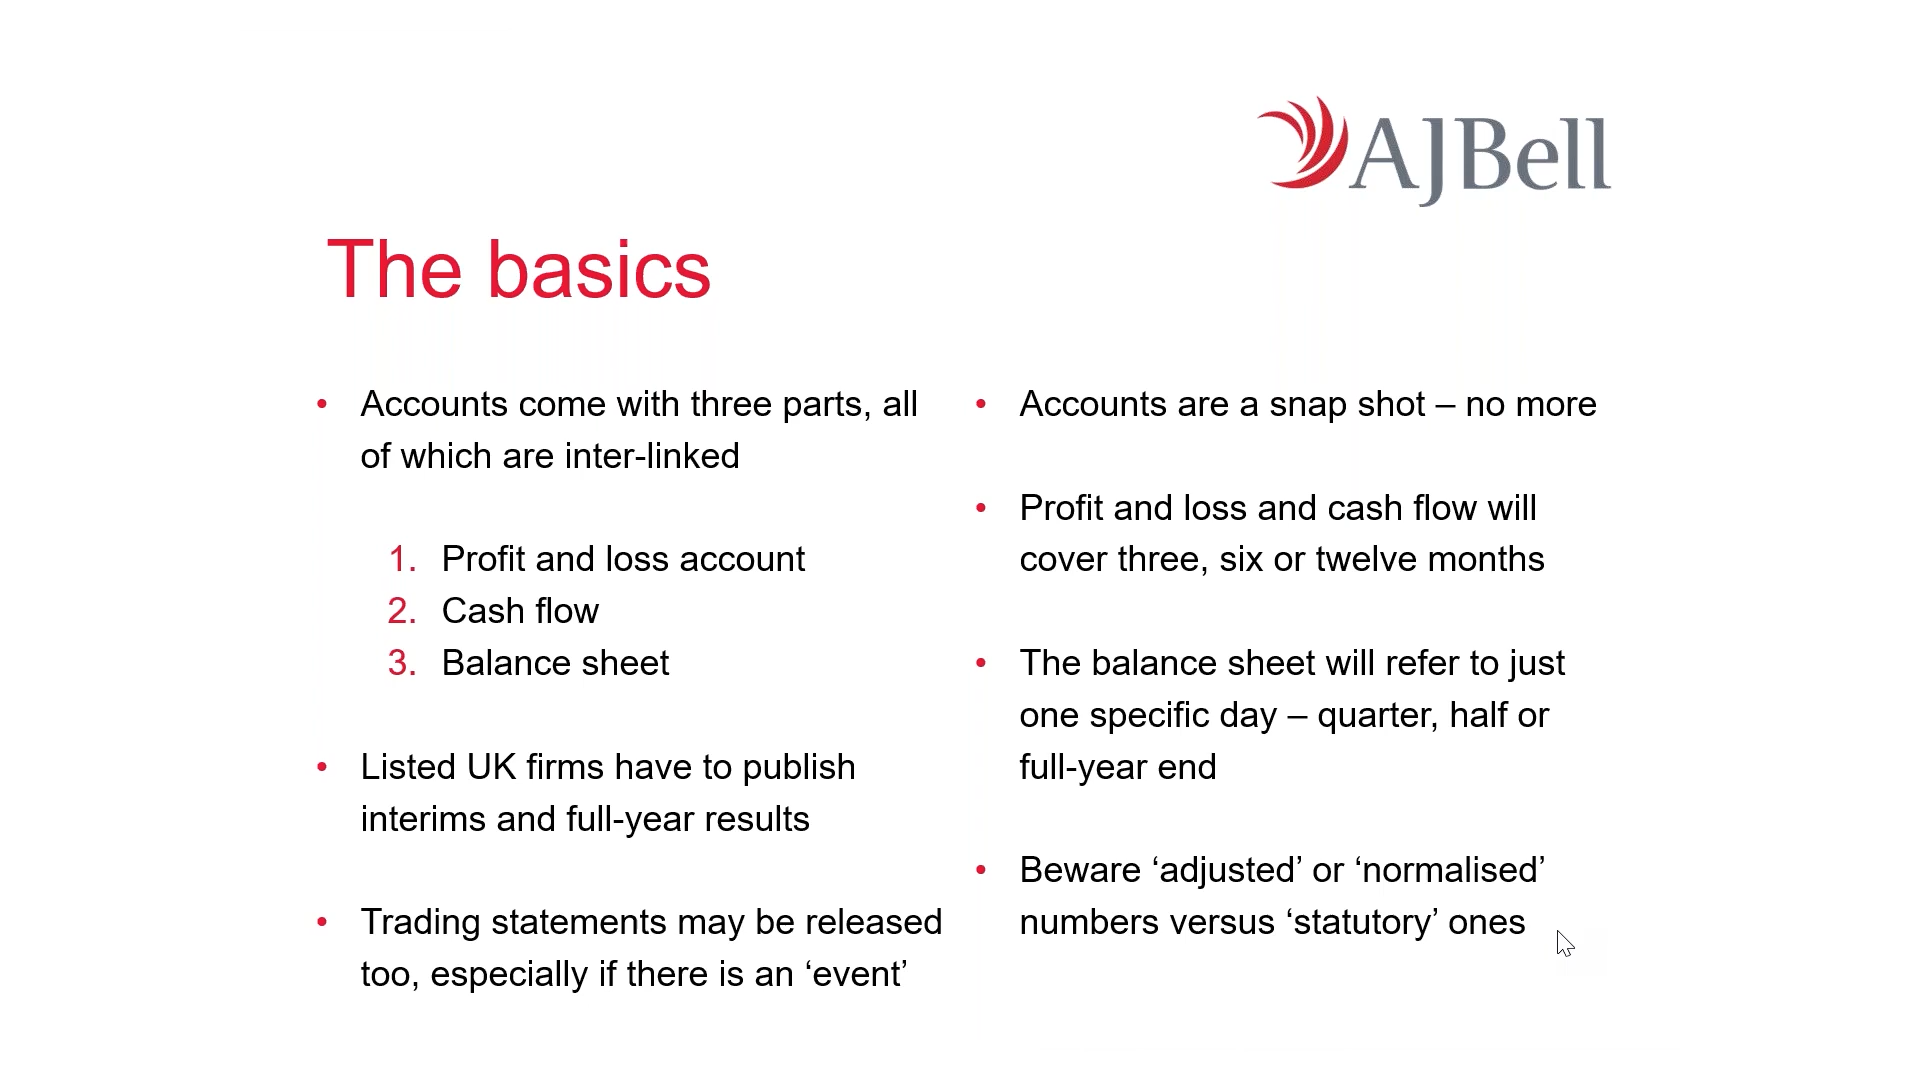 AJBell
The basics
• Accounts come with three parts, all
of which are inter-linked
1. Profit and loss account
2. Cash flow
3. Balance sheet
• Listed UK firms have to publish
interims and full-year results
• Trading statements may be released
too, especially if there is an ‘event’
• Accounts are a snap shot – no more
• Profit and loss and cash flow will
cover three, six or twelve months
• The balance sheet will refer to just
one specific day – quarter, half or
full-year end
• Beware ‘adjusted’ or ‘normalised’
numbers versus ‘statutory’ ones